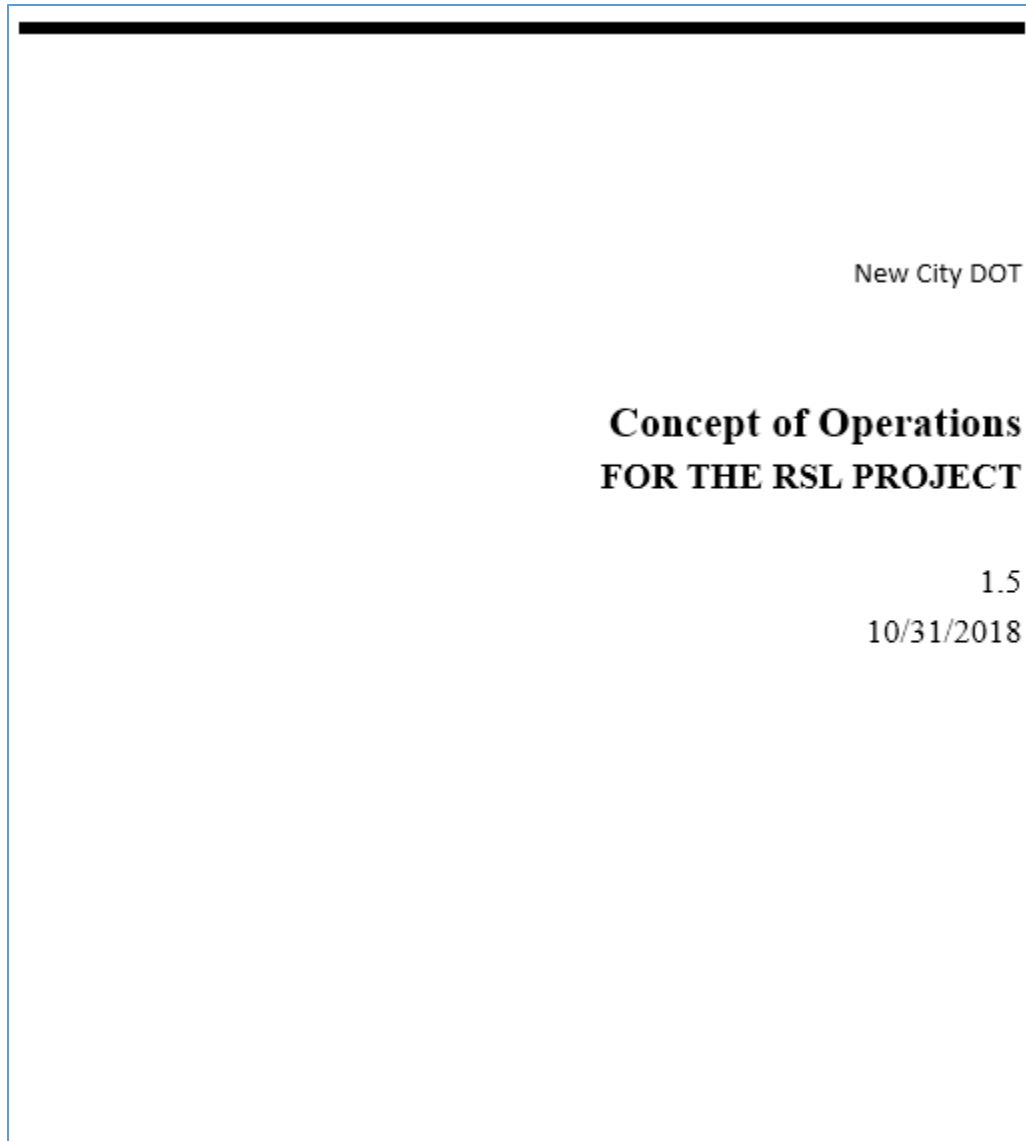 New City DOT
Concept of Operations
FOR THE RSL PROJECT
1.5
10/31/2018